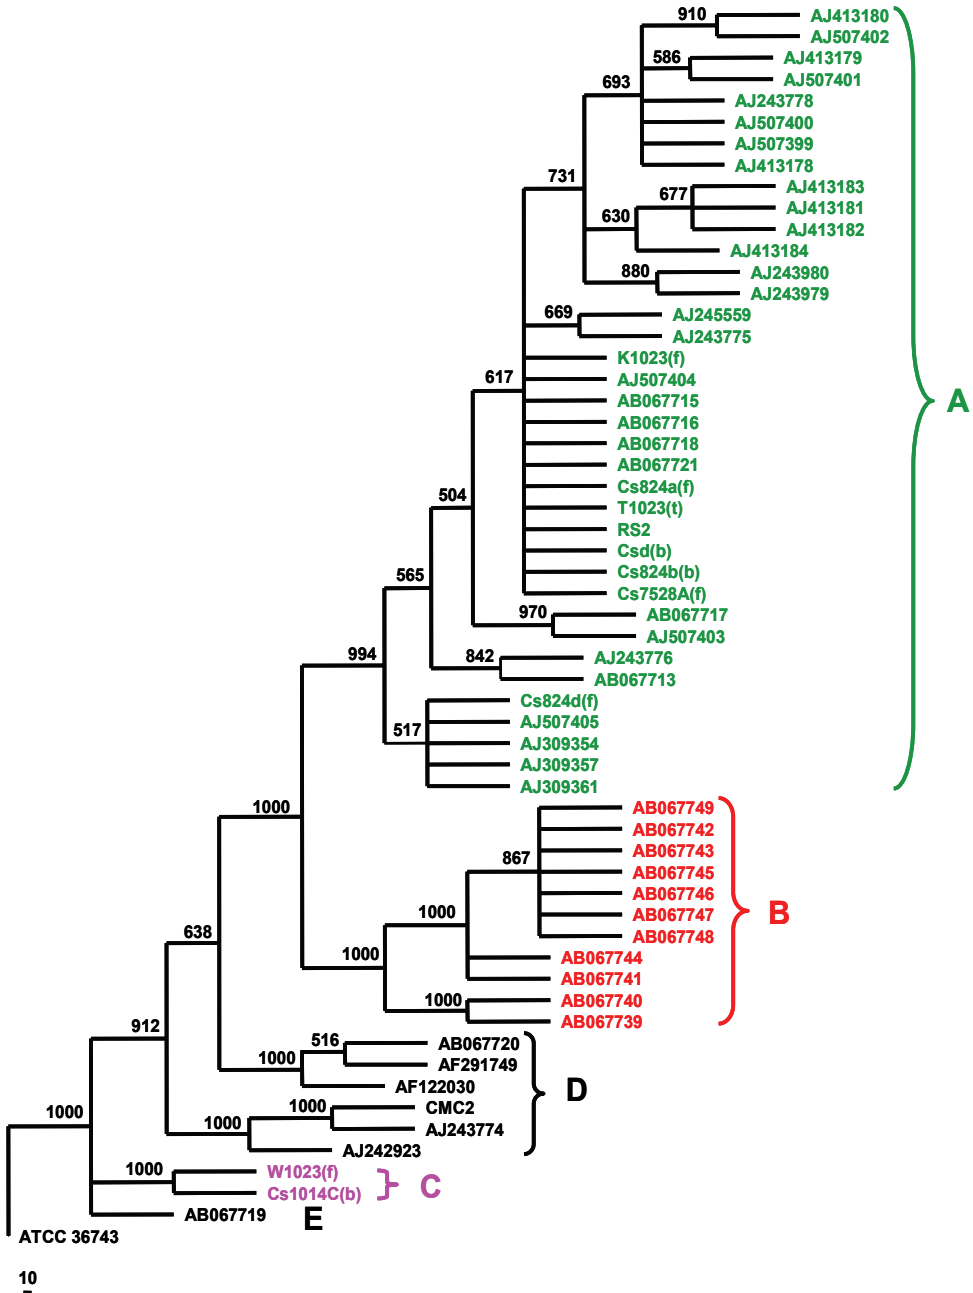 910 AJ413180
AJ507402
586 AJ413179
AJ507401
693
AJ243778
AJ507400
AJ507399
AJ413178
731
677 AJ413183
AJ413181
630
AJ413182
AJ413184
880 AJ243980
AJ243979
669 AJ245559
AJ243775
K1023(f)
617 AJ507404
AB067715
A
AB067716
AB067718
AB067721
Cs824a(f)
504
T1023(t)
RS2
Csd(b)
565 Cs824b(b)
Cs7528A(f)
970 AB067717
AJ507403
994 842 AJ243776
AB067713
Cs824d(f)
517 AJ507405
AJ309354
AJ309357
AJ309361
1000 AB067749
AB067742
AB067743
867
AB067745
AB067746
1000 AB067747
B
638 AB067748
1000 AB067744
AB067741
1000 AB067740
AB067739
912
516 AB067720
1000 AF291749
AF122030
D
1000 1000 CMC2
1000 AJ243774
AJ242923
1000 W1023(f)
C
Cs1014C(b)
AB067719 E
ATCC 36743
10